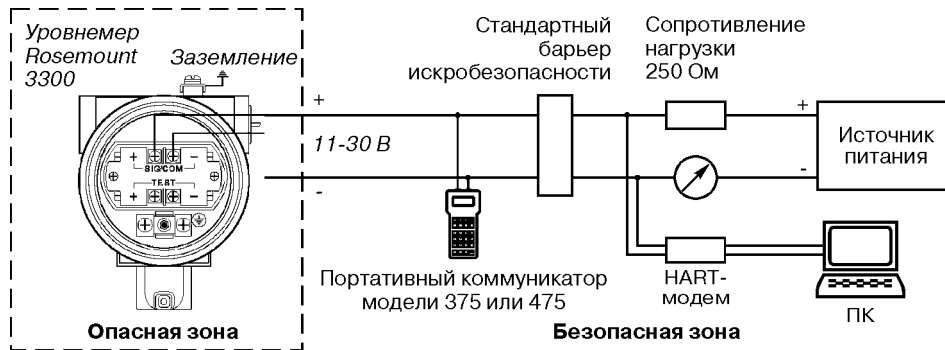 Уровнемер
Rosemount
3300
Заземление
Стандартный
барьер
искробезопасности
Сопротивление
нагрузки
250 Ом
+
11-30 В
-
+
-
Источник
питания
+ -
SIG/COM
TEST
+ -
Портативный коммуникатор
модели 375 или 475
HART-
модем
ПК
Опасная зона
Безопасная зона